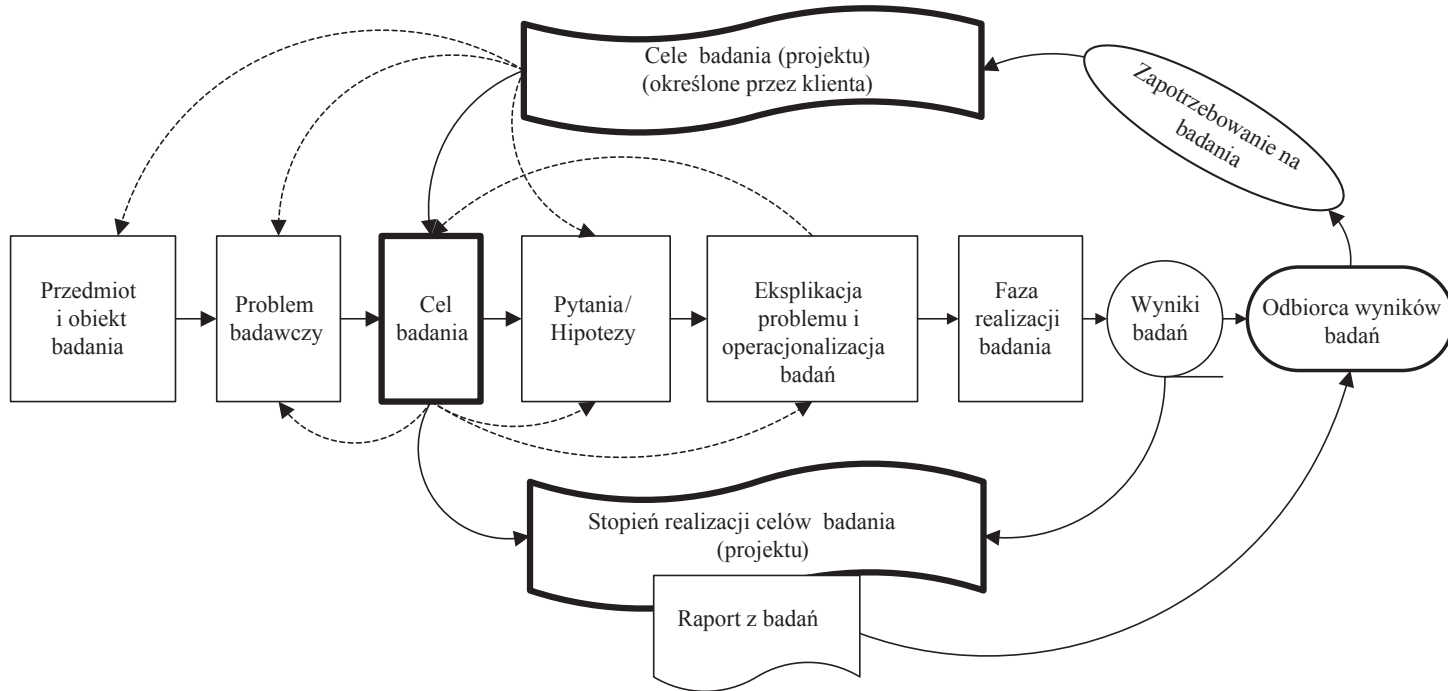 Cele badania (projektu)
(określone przez klienta)
Zapotrzebowanie na
badania
Przedmiot
i obiekt
badania
Problem
badawczy
Cel
badania
Pytania/
Hipotezy
Eksplikacja
problemu i
operacjonalizacja
badań
Faza
realizacji
badania
Wyniki
badań
Odbiorca wyników
badań
Stopień realizacji celów badania
(projektu)
Raport z badań